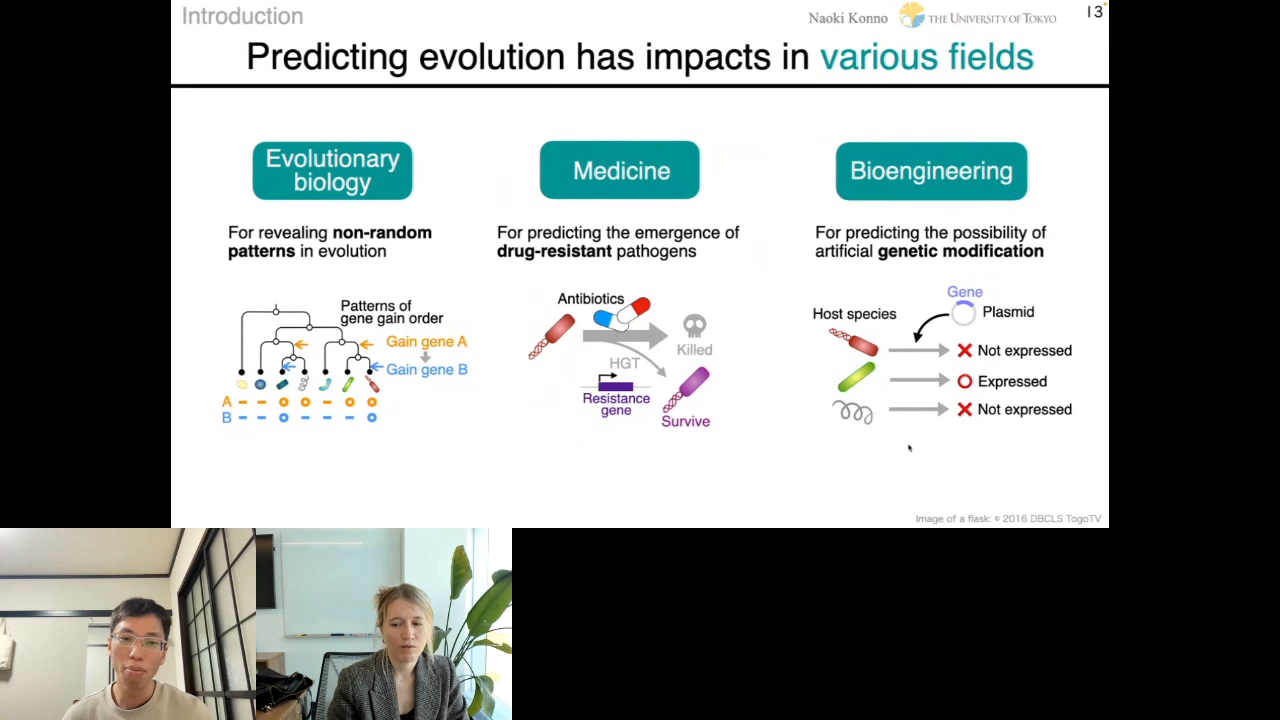 Introduction
Naoki Konno THE UNIVERSITY OF TOKYO 13
Predicting evolution has impacts in various fields
Evolutionary
biology
For revealing non-random
patterns in evolution
Patterns of
gene gain order
Gain gene A
Gain gene B
A
B
Medicine
For predicting the emergence of
drug-resistant pathogens
Antibiotics
Killed
HGT
Resistance
gene
Survive
Bioengineering
For predicting the possibility of
artificial genetic modification
Gene
Host species
Plasmid
Not expressed
Expressed
Not expressed
Image of a flask: © 2016 DBCLS TogoTV